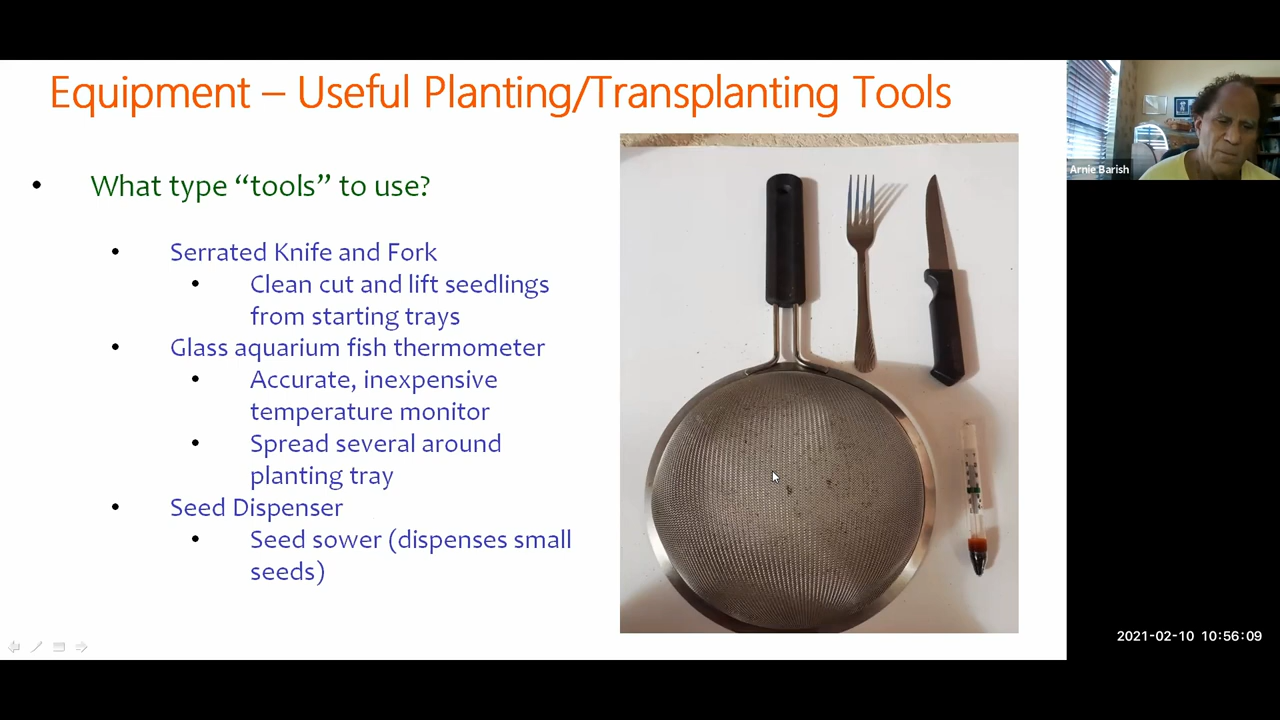 Equipment – Useful Planting/Transplanting Tools
Arnie Barish
• What type “tools” to use?
• Serrated Knife and Fork
• Clean cut and lift seedlings
from starting trays
• Glass aquarium fish thermometer
• Accurate, inexpensive
temperature monitor
• Spread several around
planting tray
• Seed Dispenser
• Seed sower (dispenses small
seeds)
2021-02-10 10:56:09